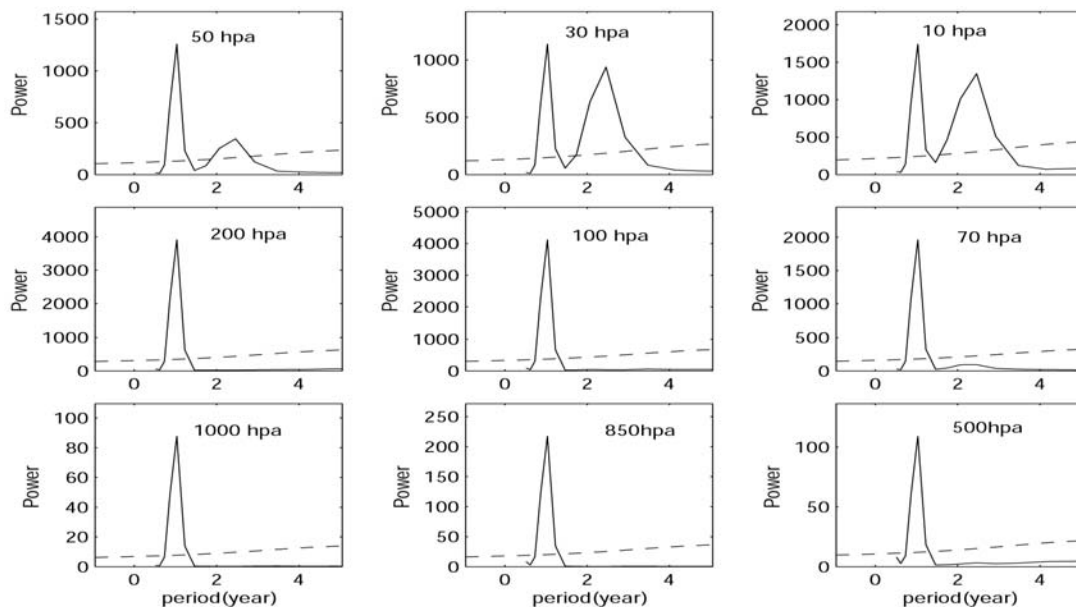 50 hpa
Power
1500
1000
500
0
0 2 4
30 hpa
Power
1000
500
0
0 2 4
10 hpa
Power
2000
1500
1000
500
0
0 2 4
200 hpa
Power
4000
3000
2000
1000
0
0 2 4
100 hpa
Power
5000
4000
3000
2000
1000
0
0 2 4
70 hpa
Power
2000
1500
1000
500
0
0 2 4
1000 hpa
Power
100
80
60
40
20
0
0 2 4
period(year)
850hpa
Power
250
200
150
100
50
0
0 2 4
period(year)
500hpa
Power
100
50
0
0 2 4
period(year)